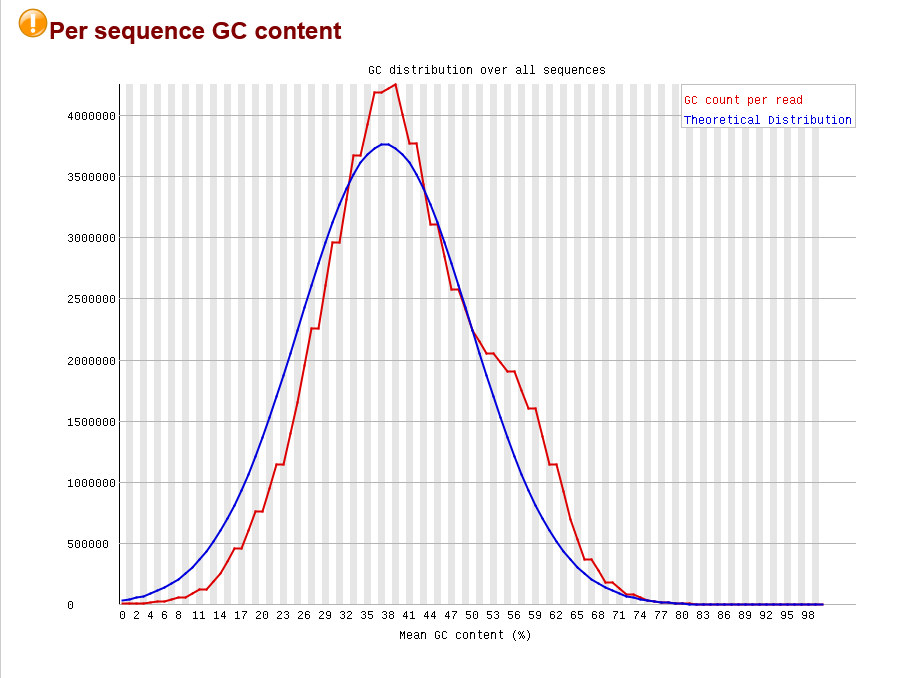 Per sequence GC content
GC distribution over all sequences
GC count per read
Theoretical Distribution
4000000
3500000
3000000
2500000
2000000
1500000
1000000
500000
0
0 2 4 6 8 11 14 17 20 23 26 29 32 35 38 41 44 47 50 53 56 59 62 65 68 71 74 77 80 83 86 89 92 95 98
Mean GC content (%)